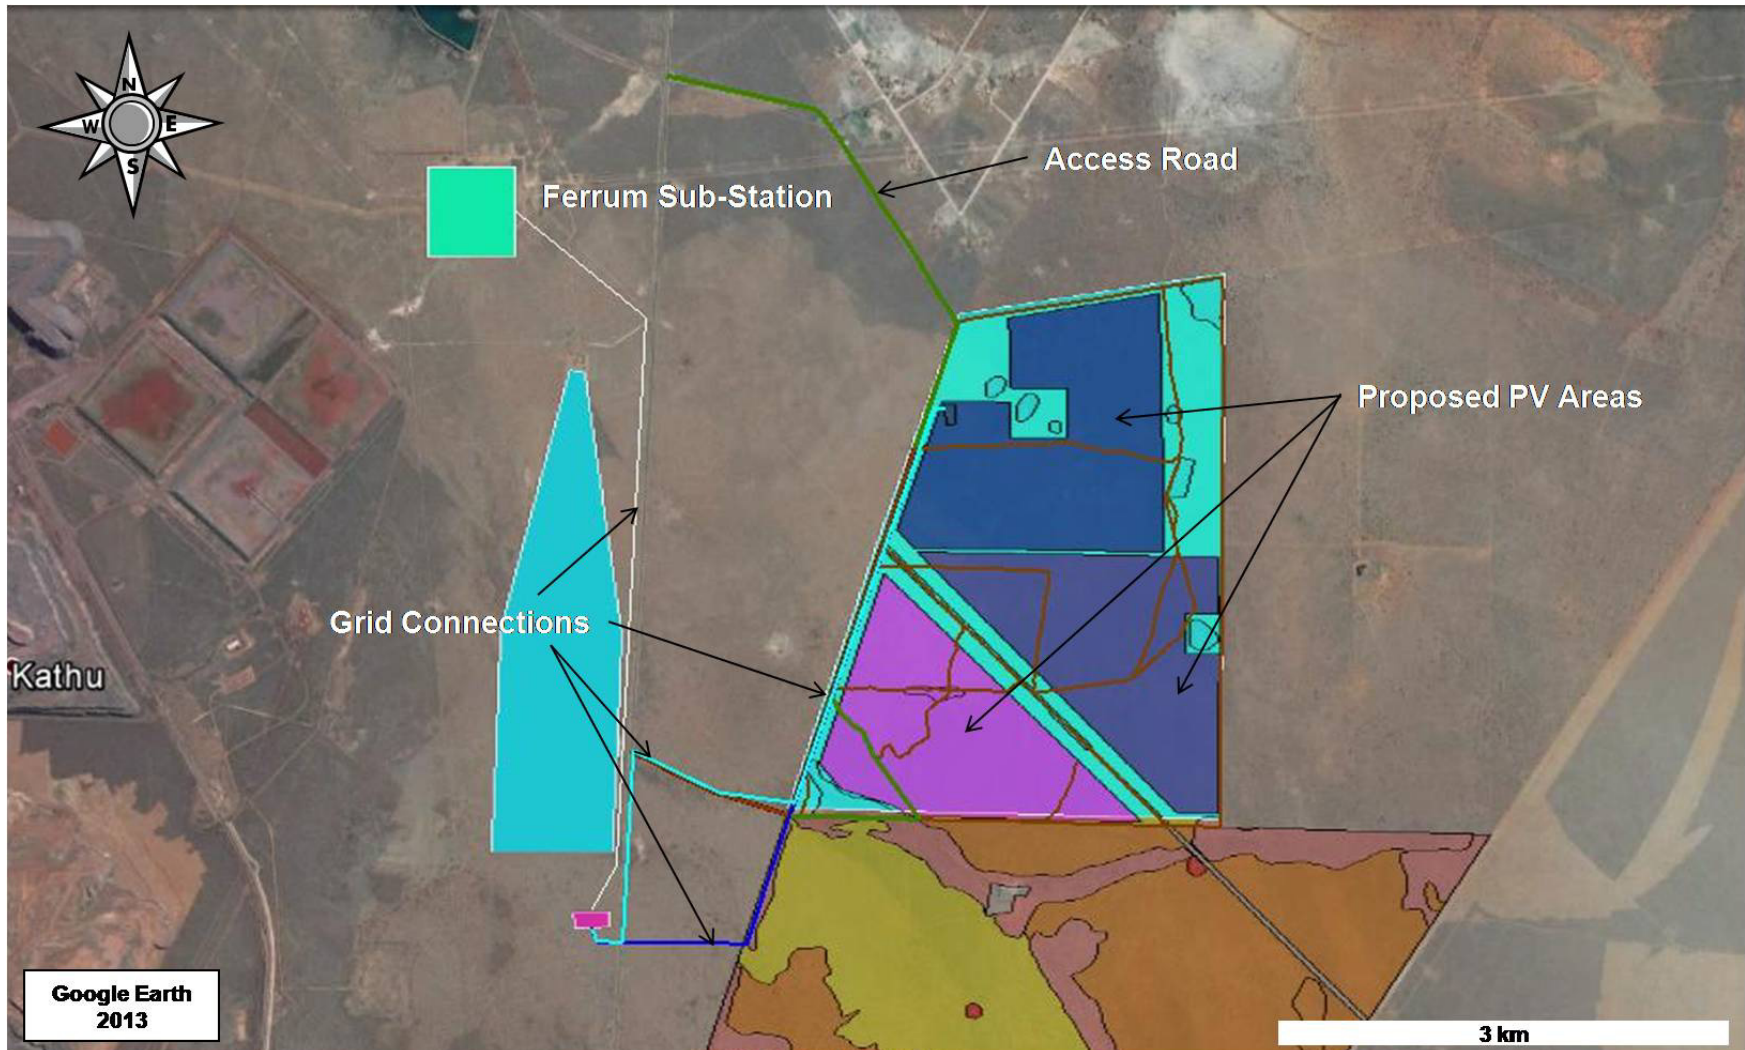 N
W
E
S
Access Road
Ferrum Sub-Station
Proposed PV Areas
Grid Connections
Kathu
Google Earth
2013
3 km